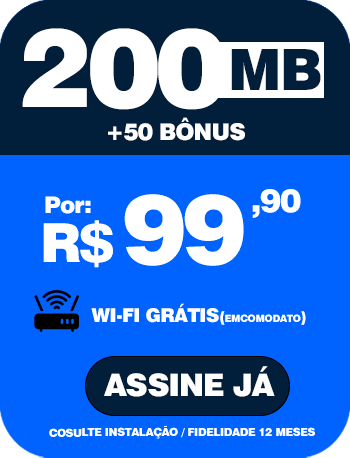 200 MB
+50 BÔNUS
Por:
R$ 99,90
WI-FI GRÁTIS(EMCOMODATO)
ASSINE JÁ
COSULTE INSTALAÇÃO / FIDELIDADE 12 MESES